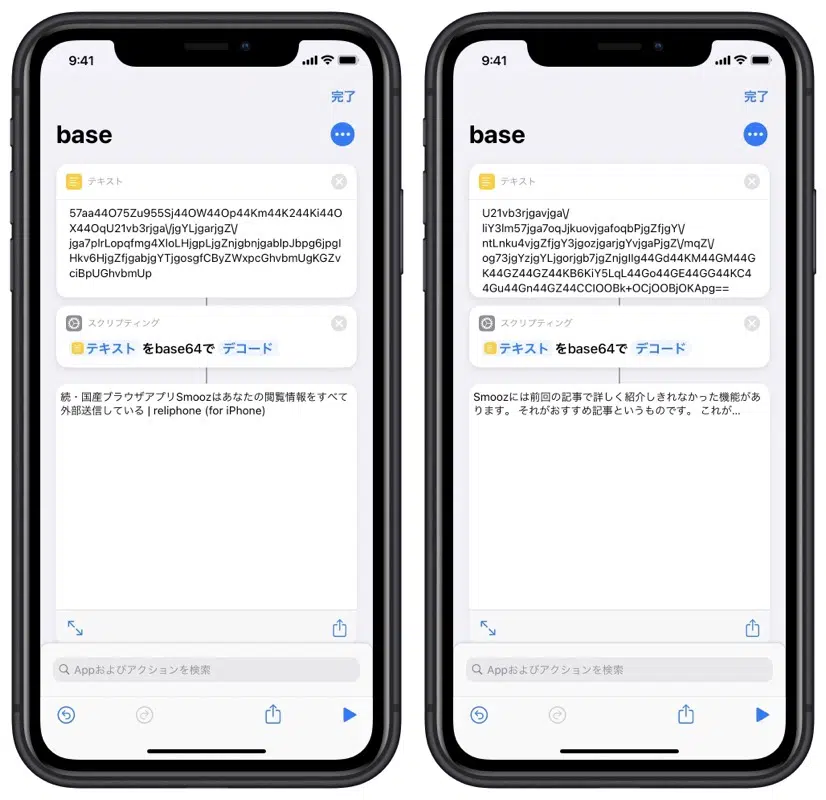 9:41
完了
base
テキスト
57aa44O75Zu955Sj44OW44Op44Km44K244Ki44O
X44OqU21vb3rjga\/jgYLjgarjgZ\/
jga7plrLopqfmg4XloLHjgpLjgZnjgbnjgablpJbpg6jpgI
Hkv6HjgZfjgabjgYTjgosgfCByZWxpcGhvbmUgKGZv
ciBpUGhvbmUp
スクリプティング
テキスト をbase64で デコード
続・国産ブラウザアプリSmoozはあなたの閲覧情報をすべて
外部送信している | reliphone (for iPhone)
Appおよびアクションを検索
9:41
完了
base
テキスト
U21vb3rjgavjga\/
liY3lm57jga7oqJjkuovjgafoqbPjgZfjgY\/
ntLnku4vjgZfjgY3jgozjgarjgYvjgaPjgZ\/mqZ\/
og73jgYzjgYLjgorjgb7jgZnjgIIg44Gd44KM44GM44G
K44GZ44GZ44KB6KiY5LqL44Go44GE44GG44KC4
4Gu44Gn44GZ44CCIOOBk+OCjOOBjOKApg==
スクリプティング
テキスト をbase64で デコード
Smoozには前回の記事で詳しく紹介しきれなかった機能があ
ります。 それがおすすめ記事というものです。 これが…
Appおよびアクションを検索